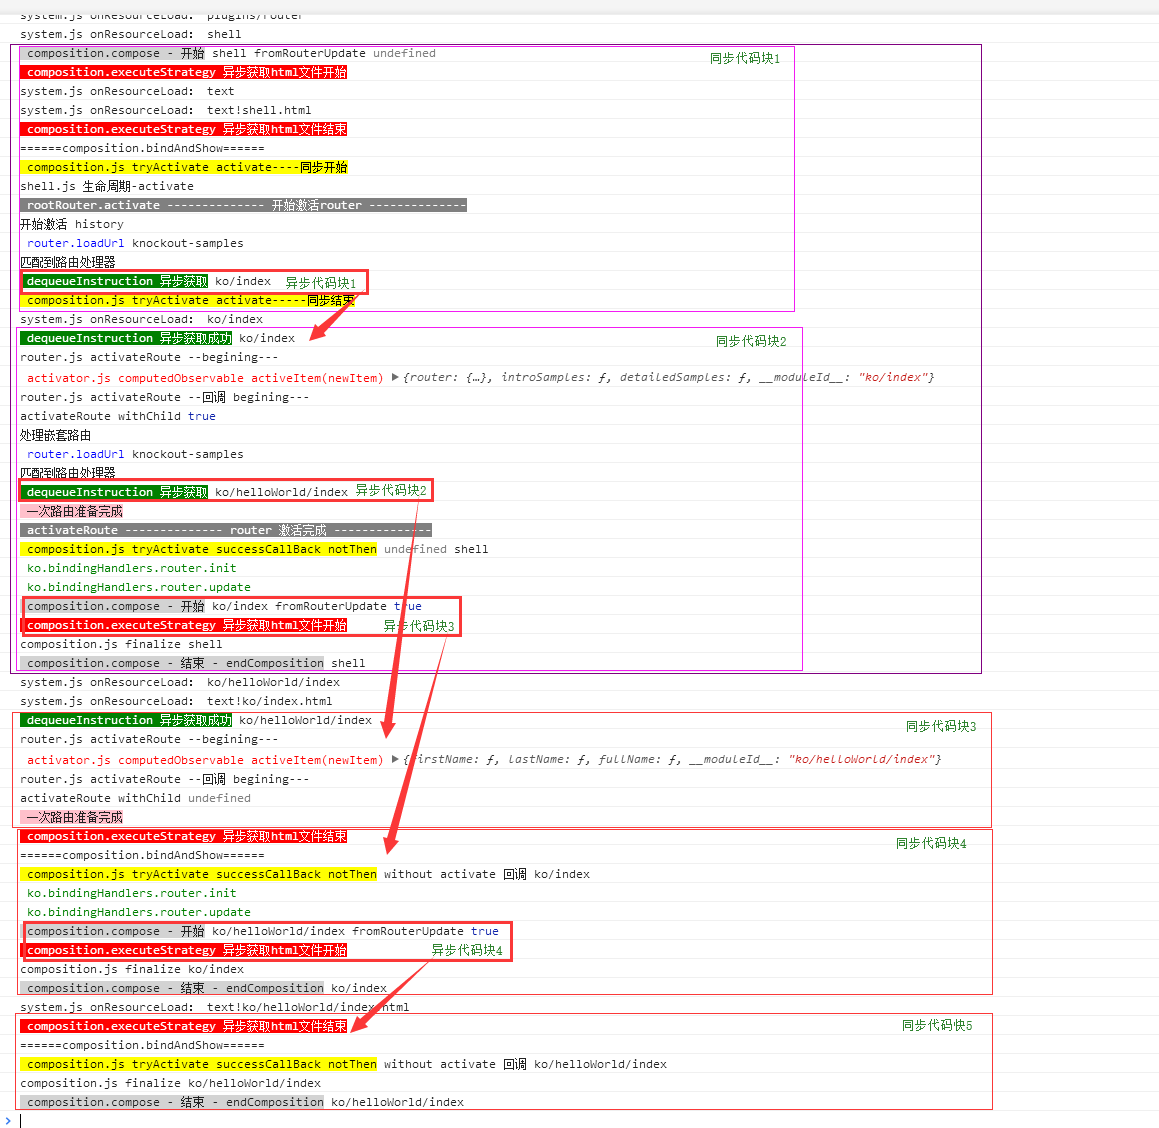 system.js onResourceLoad: plugins/router
system.js onResourceLoad: shell
composition.compose - 开始 shell fromRouterUpdate undefined
同步代码块1
composition.executeStrategy 异步获取html文件开始
system.js onResourceLoad: text
system.js onResourceLoad: text!shell.html
composition.executeStrategy 异步获取html文件结束
======composition.bindAndShow======
composition.js tryActivate activate----同步开始
shell.js 生命周期-activate
rootRouter.activate -------------- 开始激活router --------------
开始激活 history
router.loadUrl knockout-samples
匹配到路由处理器
dequeueInstruction 异步获取 ko/index 异步代码块1
composition.js tryActivate activate-----同步结束
system.js onResourceLoad: ko/index
dequeueInstruction 异步获取成功 ko/index
同步代码块2
router.js activateRoute --begining---
activator.js computedObservable activeItem(newItem) ▶{router: {…}, introSamples: ƒ, detailedSamples: ƒ, __moduleId__: "ko/index"}
router.js activateRoute --回调 begining---
activateRoute withChild true
处理嵌套路由
router.loadUrl knockout-samples
匹配到路由处理器
dequeueInstruction 异步获取 ko/helloWorld/index 异步代码块2
一次路由准备完成
activateRoute -------------- router 激活完成 --------------
composition.js tryActivate successCallBack notThen undefined shell
ko.bindingHandlers.router.init
ko.bindingHandlers.router.update
composition.compose - 开始 ko/index fromRouterUpdate true
composition.executeStrategy 异步获取html文件开始 异步代码块3
composition.js finalize shell
composition.compose - 结束 - endComposition shell
system.js onResourceLoad: ko/helloWorld/index
system.js onResourceLoad: text!ko/index.html
dequeueInstruction 异步获取成功 ko/helloWorld/index
同步代码块3
router.js activateRoute --begining---
activator.js computedObservable activeItem(newItem) ▶{firstName: ƒ, lastName: ƒ, fullName: ƒ, __moduleId__: "ko/helloWorld/index"}
router.js activateRoute --回调 begining---
activateRoute withChild undefined
一次路由准备完成
composition.executeStrategy 异步获取html文件结束
同步代码块4
======composition.bindAndShow======
composition.js tryActivate successCallBack notThen without activate 回调 ko/index
ko.bindingHandlers.router.init
ko.bindingHandlers.router.update
composition.compose - 开始 ko/helloWorld/index fromRouterUpdate true
composition.executeStrategy 异步获取html文件开始 异步代码块4
composition.js finalize ko/index
composition.compose - 结束 - endComposition ko/index
system.js onResourceLoad: text!ko/helloWorld/index.html
composition.executeStrategy 异步获取html文件结束
同步代码快5
======composition.bindAndShow======
composition.js tryActivate successCallBack notThen without activate 回调 ko/helloWorld/index
composition.js finalize ko/helloWorld/index
composition.compose - 结束 - endComposition ko/helloWorld/index